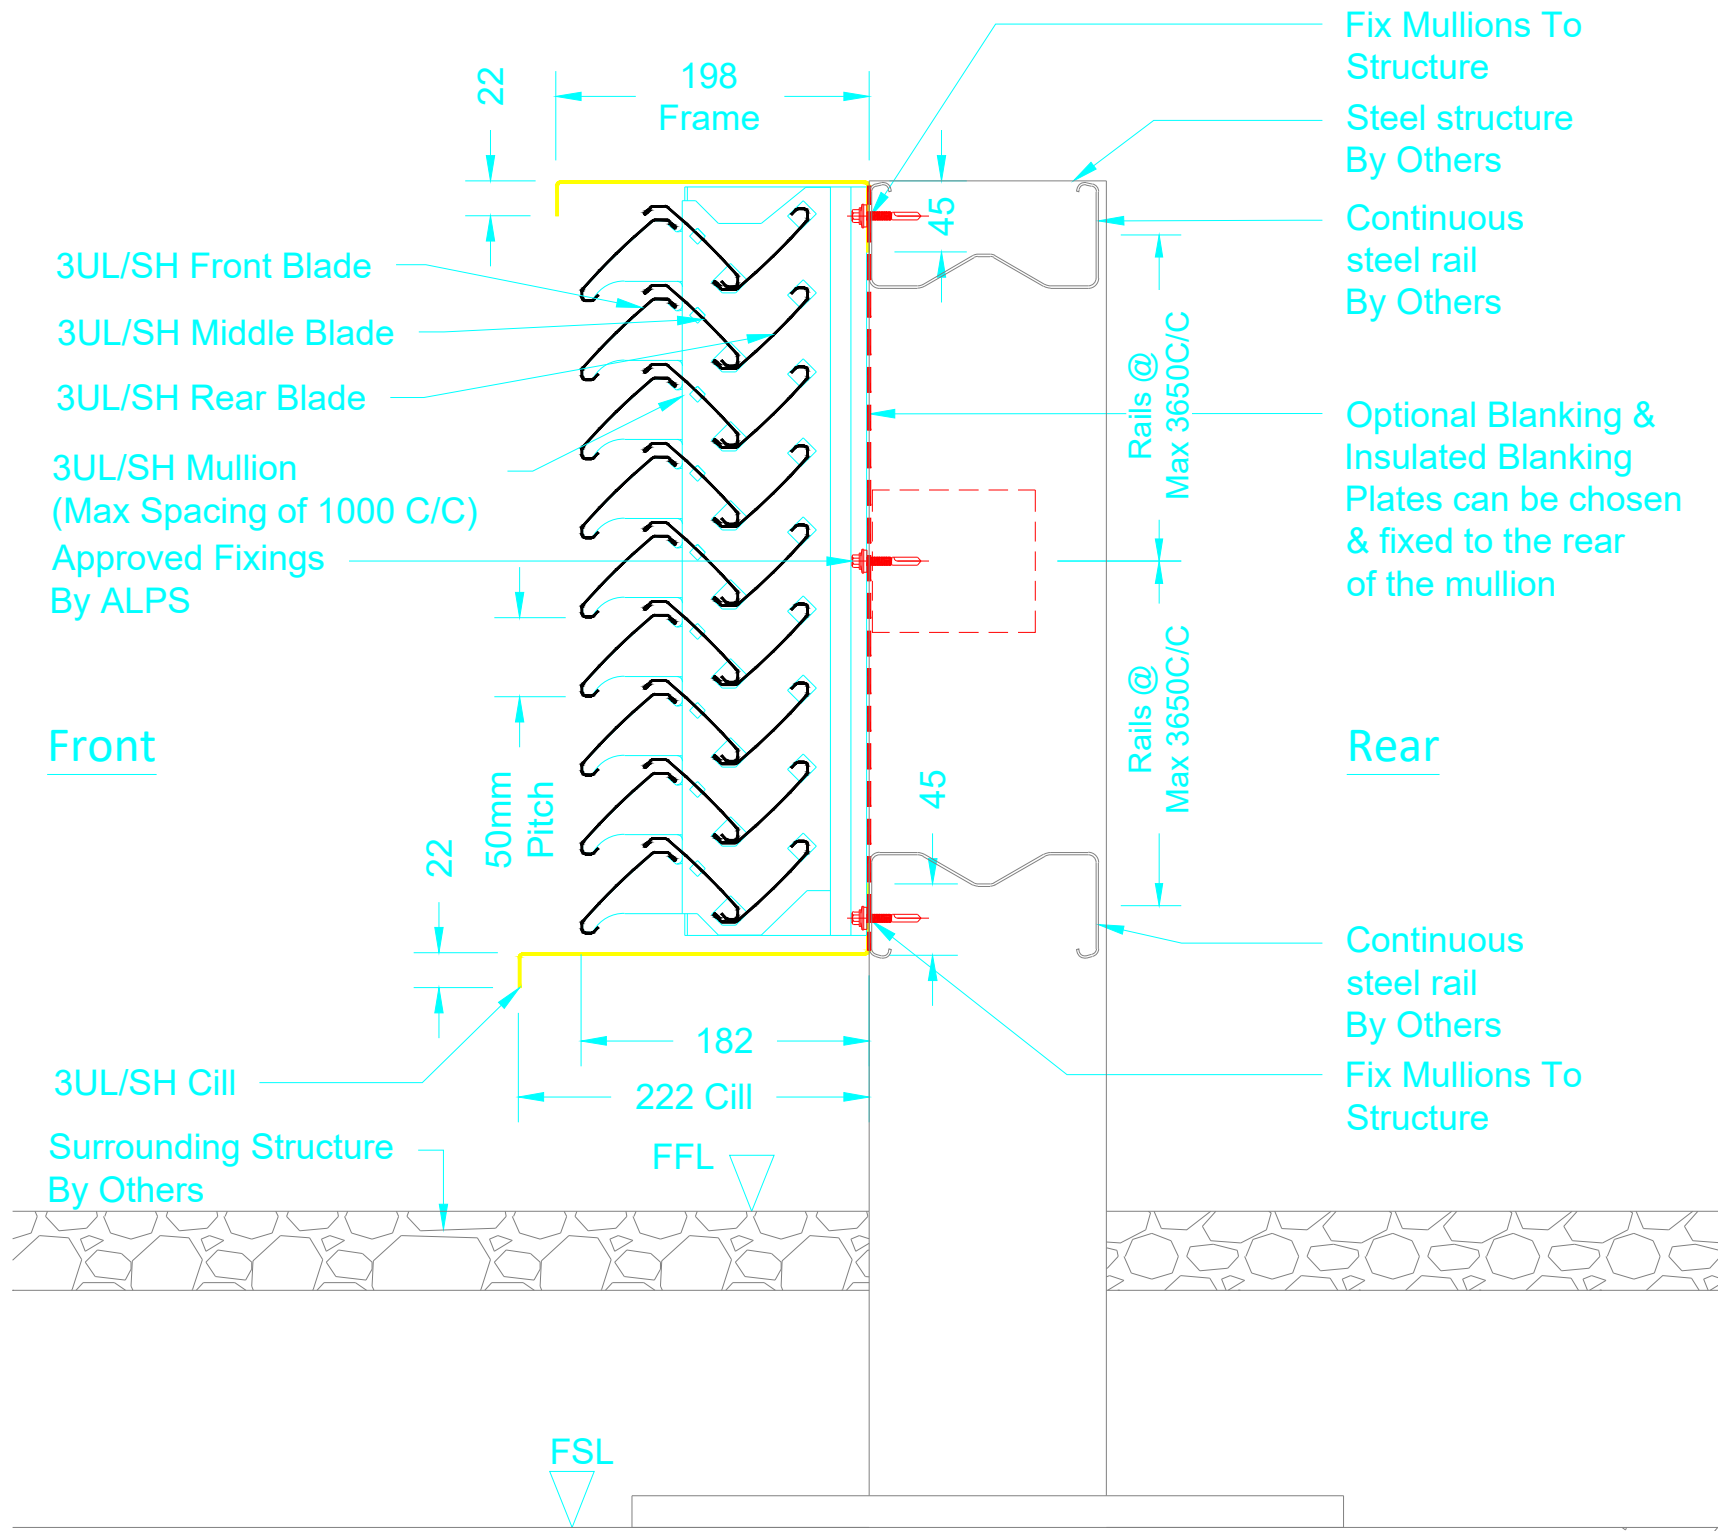 Fix Mullions To
Structure
22
198
Frame
Steel structure
By Others
45
Continuous
steel rail
By Others
3UL/SH Front Blade
3UL/SH Middle Blade
3UL/SH Rear Blade
Rails @
Max 3650C/C
Optional Blanking &
Insulated Blanking
Plates can be chosen
& fixed to the rear
of the mullion
3UL/SH Mullion
(Max Spacing of 1000 C/C)
Approved Fixings
By ALPS
Rails @
Max 3650C/C
Front
Rear
50mm
Pitch
45
22
Continuous
steel rail
By Others
182
3UL/SH Cill
222 Cill
Fix Mullions To
Structure
Surrounding Structure
By Others
FFL
FSL